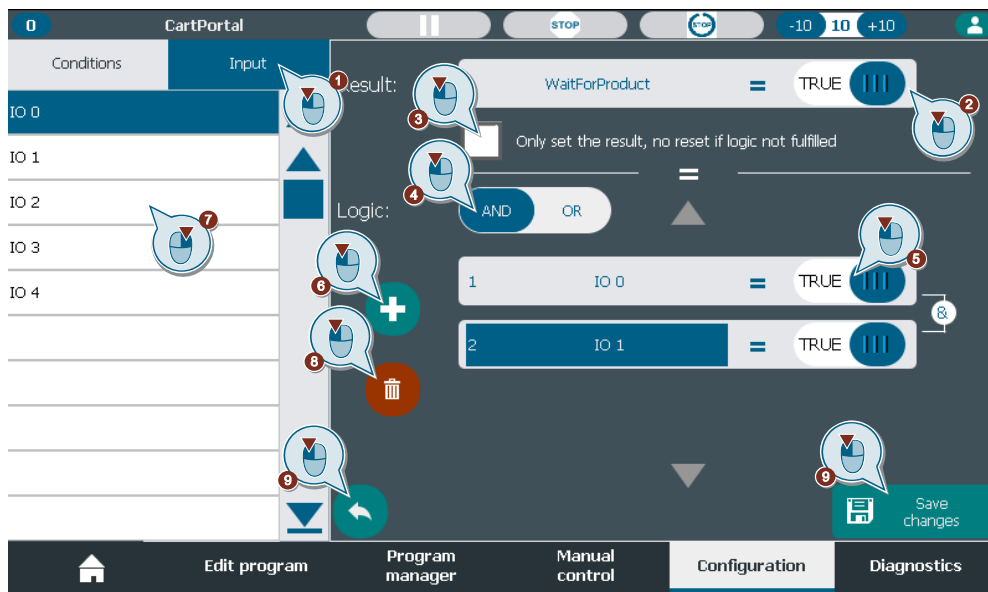 0
CartPortal
STOP
STOP
-10 10 +10
Conditions
Input
1
IO 0
IO 1
IO 2
IO 3
IO 4
7
Result:
3
WaitForProduct = TRUE
2
Only set the result, no reset if logic not fulfilled
=
4
Logic:
AND OR
5
6
1 IO 0 = TRUE
&
8
2 IO 1 = TRUE
9
9
Save
changes
Edit program
Program
manager
Manual
control
Configuration
Diagnostics